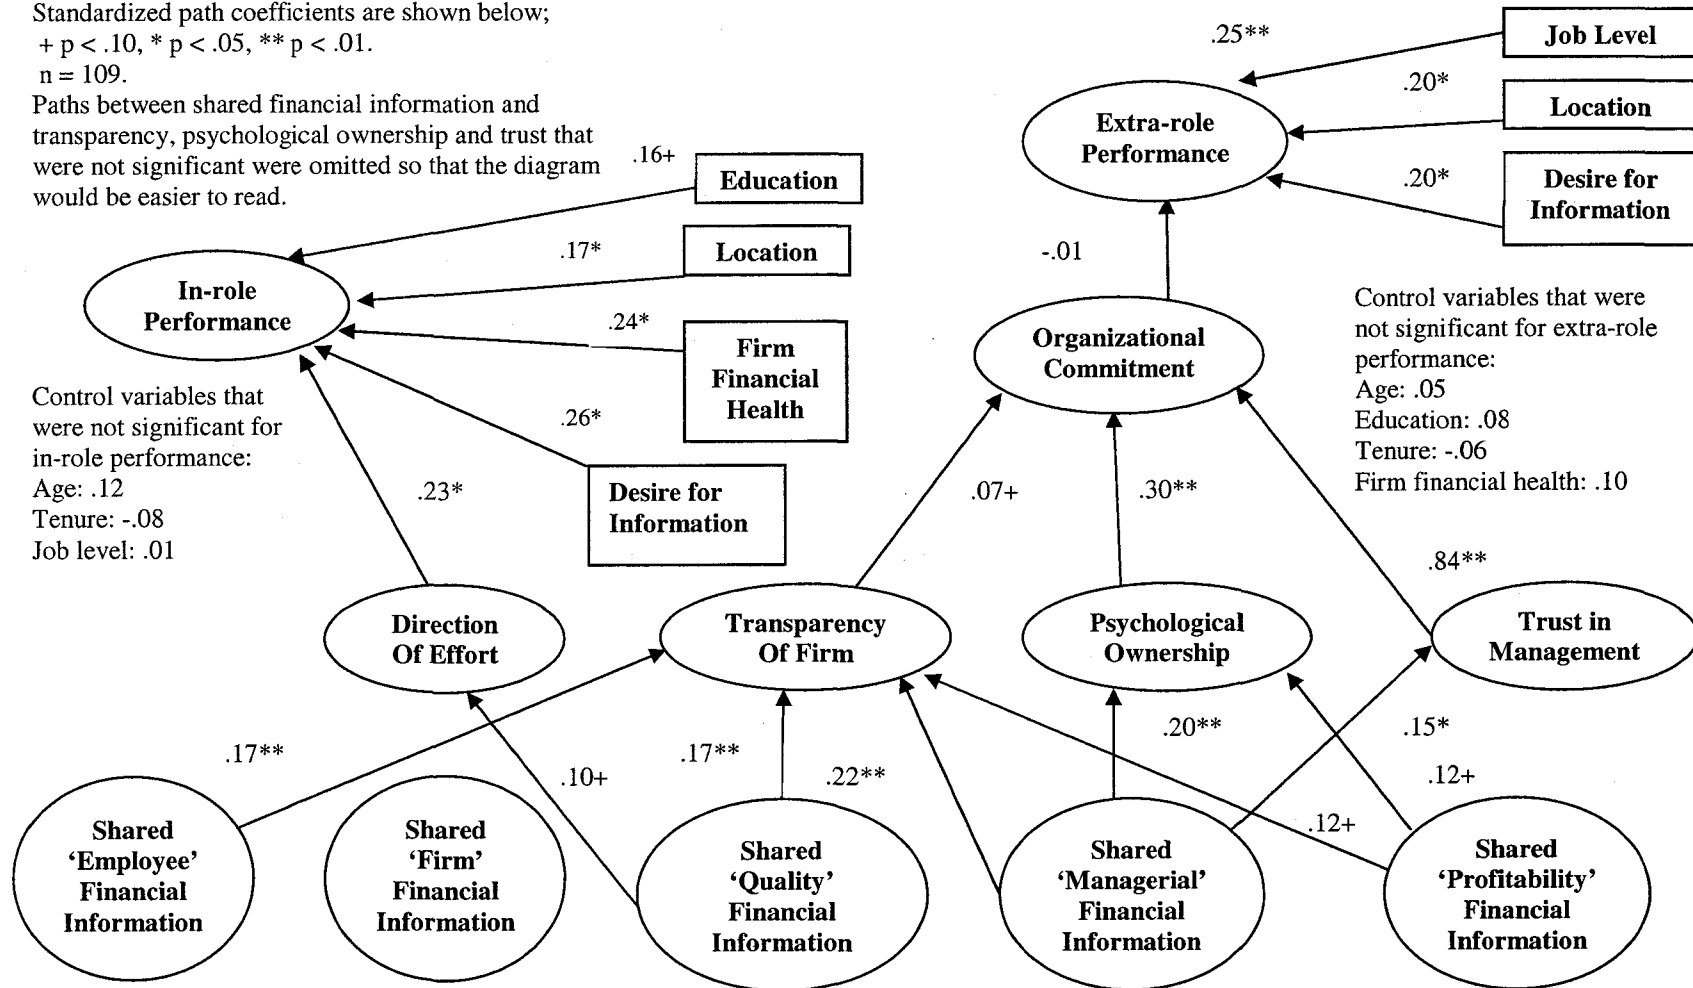 Standardized path coefficients are shown below;
+ p < .10, * p < .05, ** p < .01.
n = 109.
Paths between shared financial information and
transparency, psychological ownership and trust that
were not significant were omitted so that the diagram
would be easier to read.
.25**
Job Level
.20*
Location
Extra-role
Performance
.20*
Desire for
Information
.16+
Education
.17*
Location
In-role
Performance
.24*
Firm
Financial
Health
-.01
Organizational
Commitment
Control variables that were
not significant for extra-role
performance:
Age: .05
Education: .08
Tenure: -.06
Firm financial health: .10
Control variables that
were not significant for
in-role performance:
Age: .12
Tenure: -.08
Job level: .01
.26*
Desire for
Information
.23*
.07+
.30**
.84**
Direction
Of Effort
Transparency
Of Firm
Psychological
Ownership
Trust in
Management
.17**
.10+
.17**
.22**
.20**
.15*
.12+
.12+
Shared
‘Employee’
Financial
Information
Shared
‘Firm’
Financial
Information
Shared
‘Quality’
Financial
Information
Shared
‘Managerial’
Financial
Information
Shared
‘Profitability’
Financial
Information